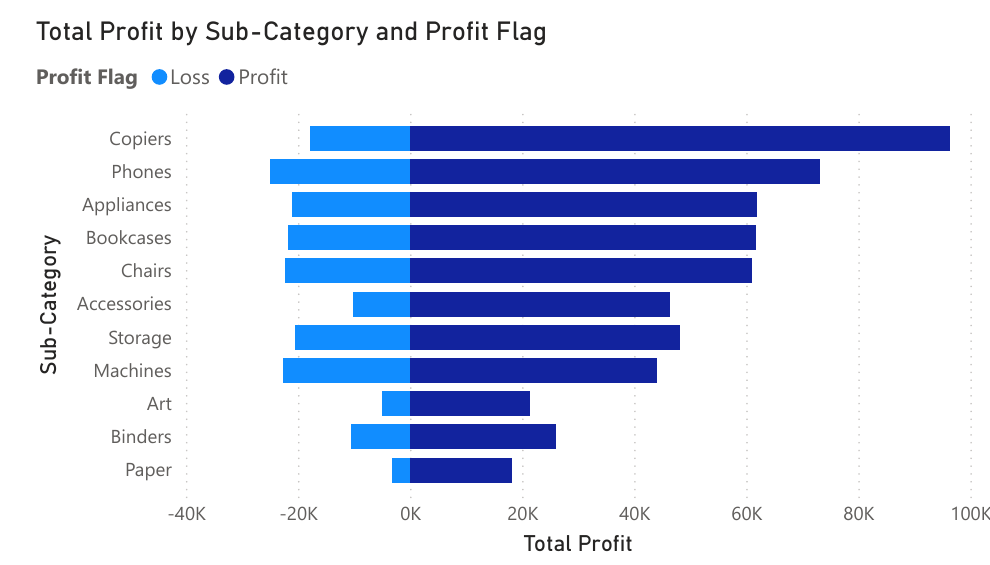 Total Profit by Sub-Category and Profit Flag
Profit Flag Loss Profit
Sub-Category
Copiers
Phones
Appliances
Bookcases
Chairs
Accessories
Storage
Machines
Art
Binders
Paper
-40K -20K 0K 20K 40K 60K 80K 100K
Total Profit